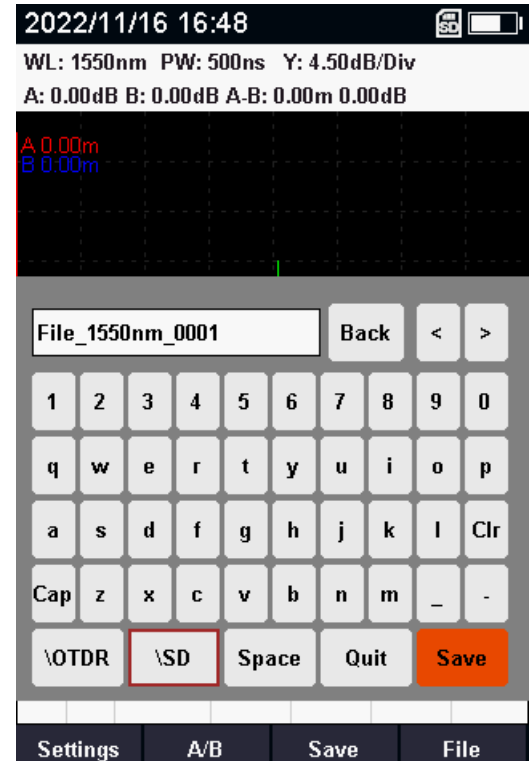 2022/11/16 16:48 SD
WL: 1550nm PW: 500ns Y: 4.50dB/Div
A: 0.00dB B: 0.00dB A-B: 0.00m 0.00dB
A 0.00m
B 0.00m
File_1550nm_0001 Back < >
1 2 3 4 5 6 7 8 9 0
q w e r t y u i o p
a s d f g h j k l Clr
Cap z x c v b n m _ -
\OTDR \SD Space Quit Save
Settings A/B Save File